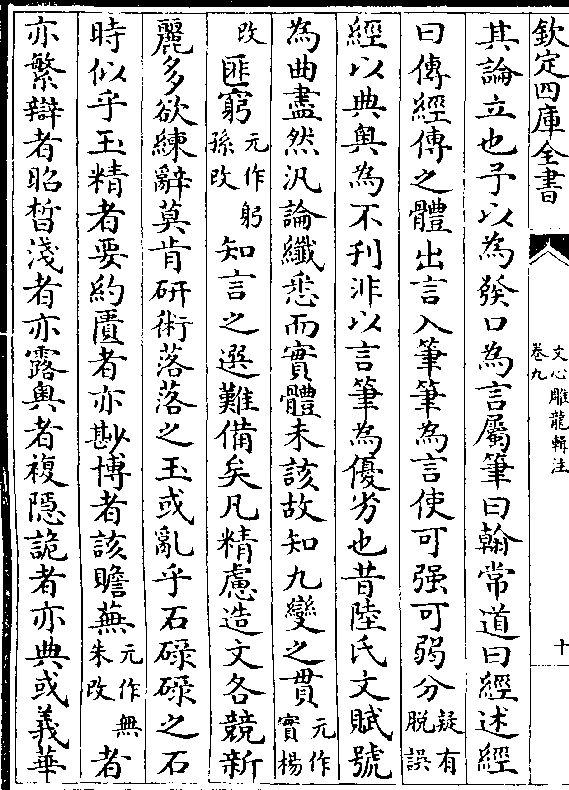 欽定四庫全書
文心雕龍輯注
卷九
十
其論立也予以為發口為言屬筆曰翰常道曰經述經
曰傳經傳之體出言入筆筆為言使可强可弱分疑有脫誤
經以典奥為不刋非以言筆為優劣也昔陸氏文賦號
為曲盡然汎論纖悉而實體未該故知九變之貫元作實楊
改匪窮元作躬孫改知言之選難備矣凡精慮造文各競新
麗多欲練辭莫肯研術落落之玉或亂乎石碌碌之石
時似乎玉精者要約匱者亦尠博者該贍蕪元作無朱改者
亦繁辯者昭晳淺者亦露奥者複隱詭者亦典或義華